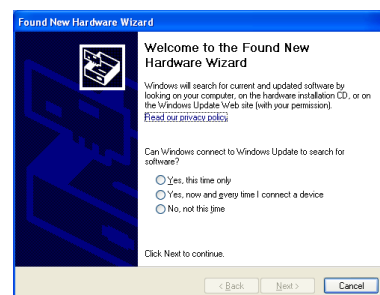 Found New Hardware Wizard
Welcome to the Found New
Hardware Wizard
Windows will search for current and updated software by
looking on your computer, on the hardware installation CD, or on
the Windows Update Web site (with your permission).
Read our privacy policy
Can Windows connect to Windows Update to search for
software?
Yes, this time only
Yes, now and every time I connect a device
No, not this time
Click Next to continue.
< Back Next > Cancel